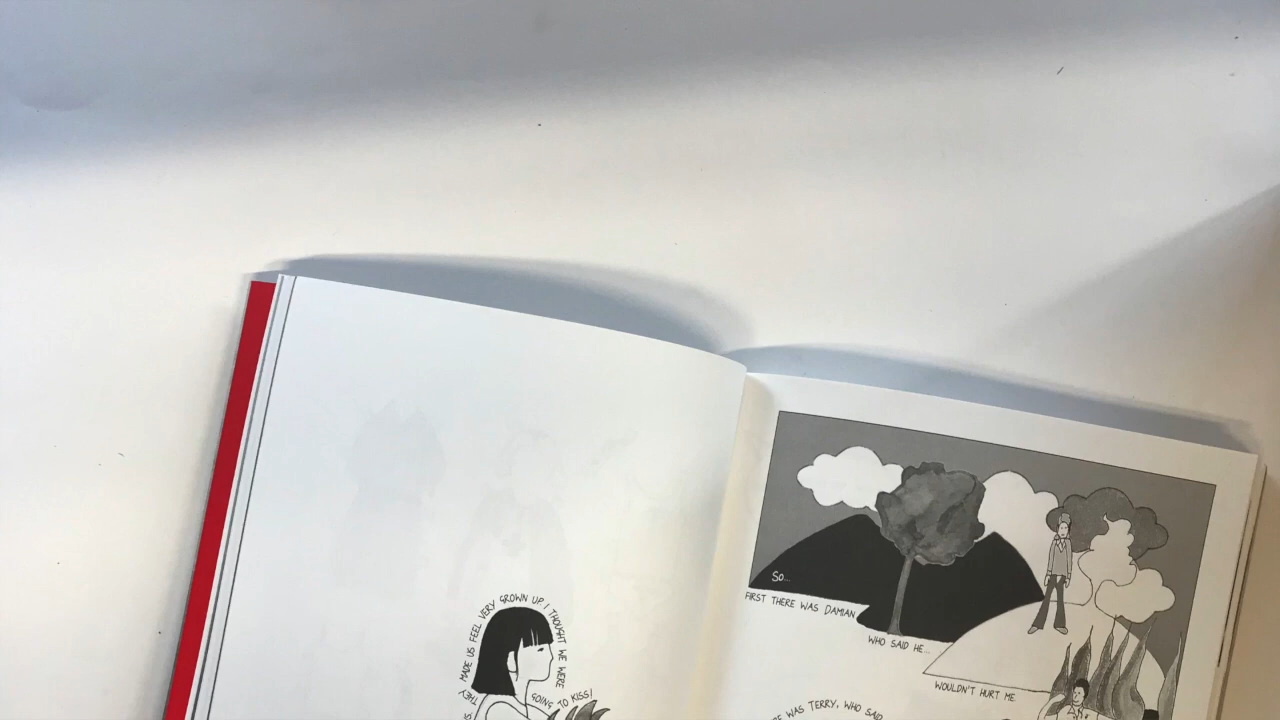 THEY MADE US FEEL VERY GROWN UP! I THOUGHT WE WERE
GOING TO KISS!
SO...
FIRST THERE WAS DAMIAN
WHO SAID HE...
WOULDN'T HURT ME.
WAS TERRY, WHO SAID